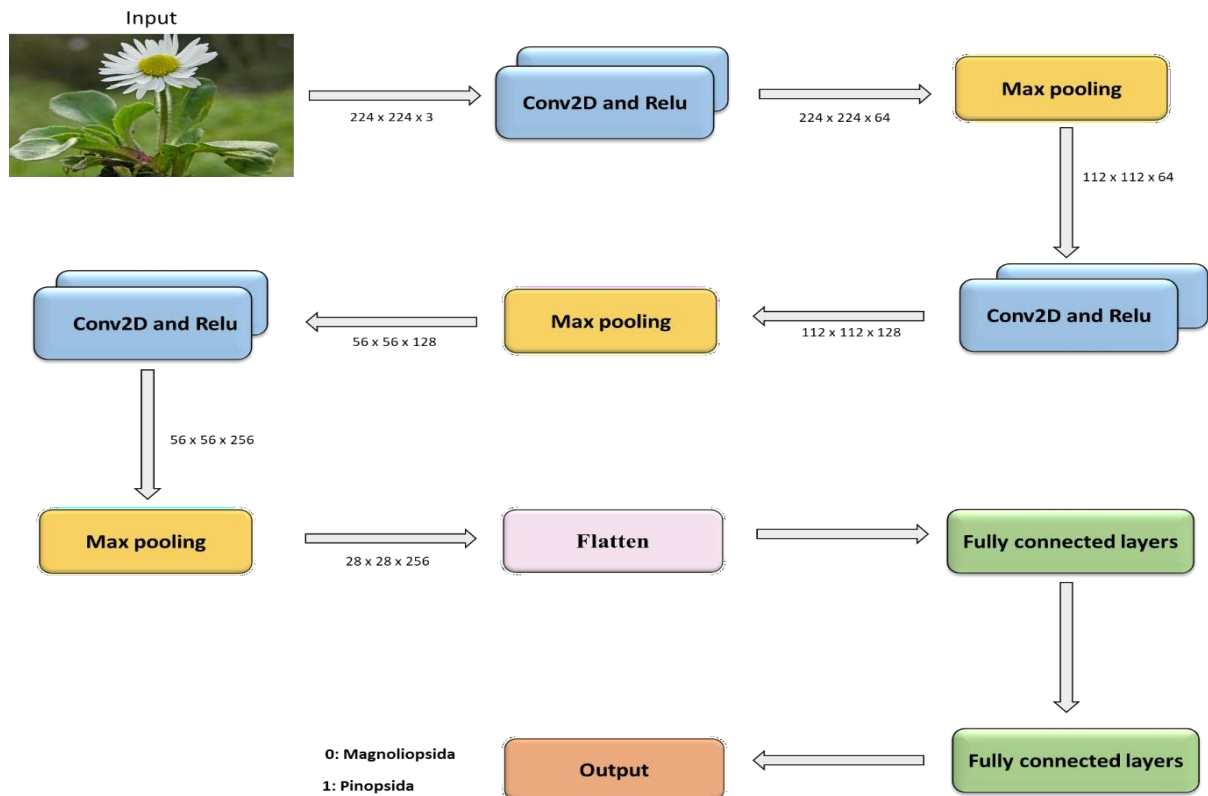 Input
224 x 224 x 3
Conv2D and Relu
224 x 224 x 64
Max pooling
112 x 112 x 64
Conv2D and Relu
112 x 112 x 128
Max pooling
56 x 56 x 128
Conv2D and Relu
56 x 56 x 256
Max pooling
28 x 28 x 256
Flatten
Fully connected layers
Fully connected layers
Output
0: Magnoliopsida
1: Pinopsida